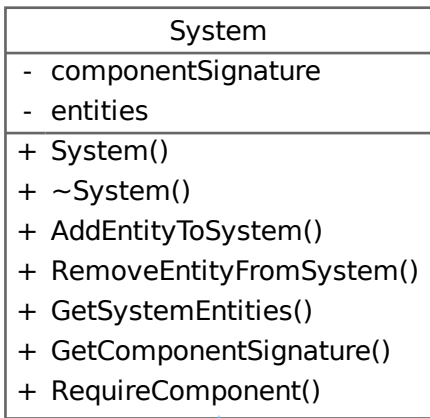 System
- componentSignature
- entities
+ System()
+ ~System()
+ AddEntityToSystem()
+ RemoveEntityFromSystem()
+ GetSystemEntities()
+ GetComponentSignature()
+ RequireComponent()